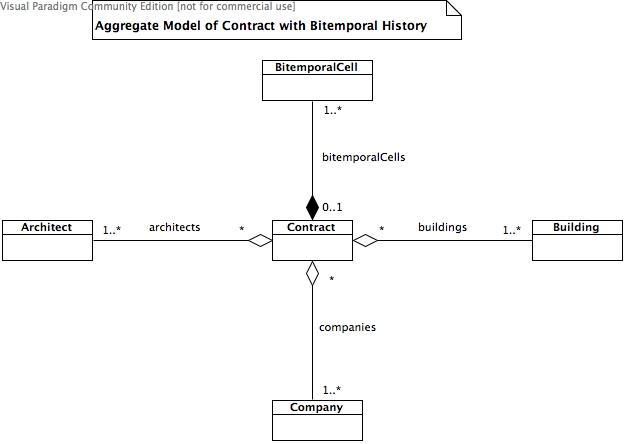 Visual Paradigm Community Edition [not for commercial use]
Aggregate Model of Contract with Bitemporal History
BitemporalCell
1..*
bitemporalCells
0..1
Architect
1..*
architects
*
Contract
*
buildings
1..*
Building
*
companies
1..*
Company